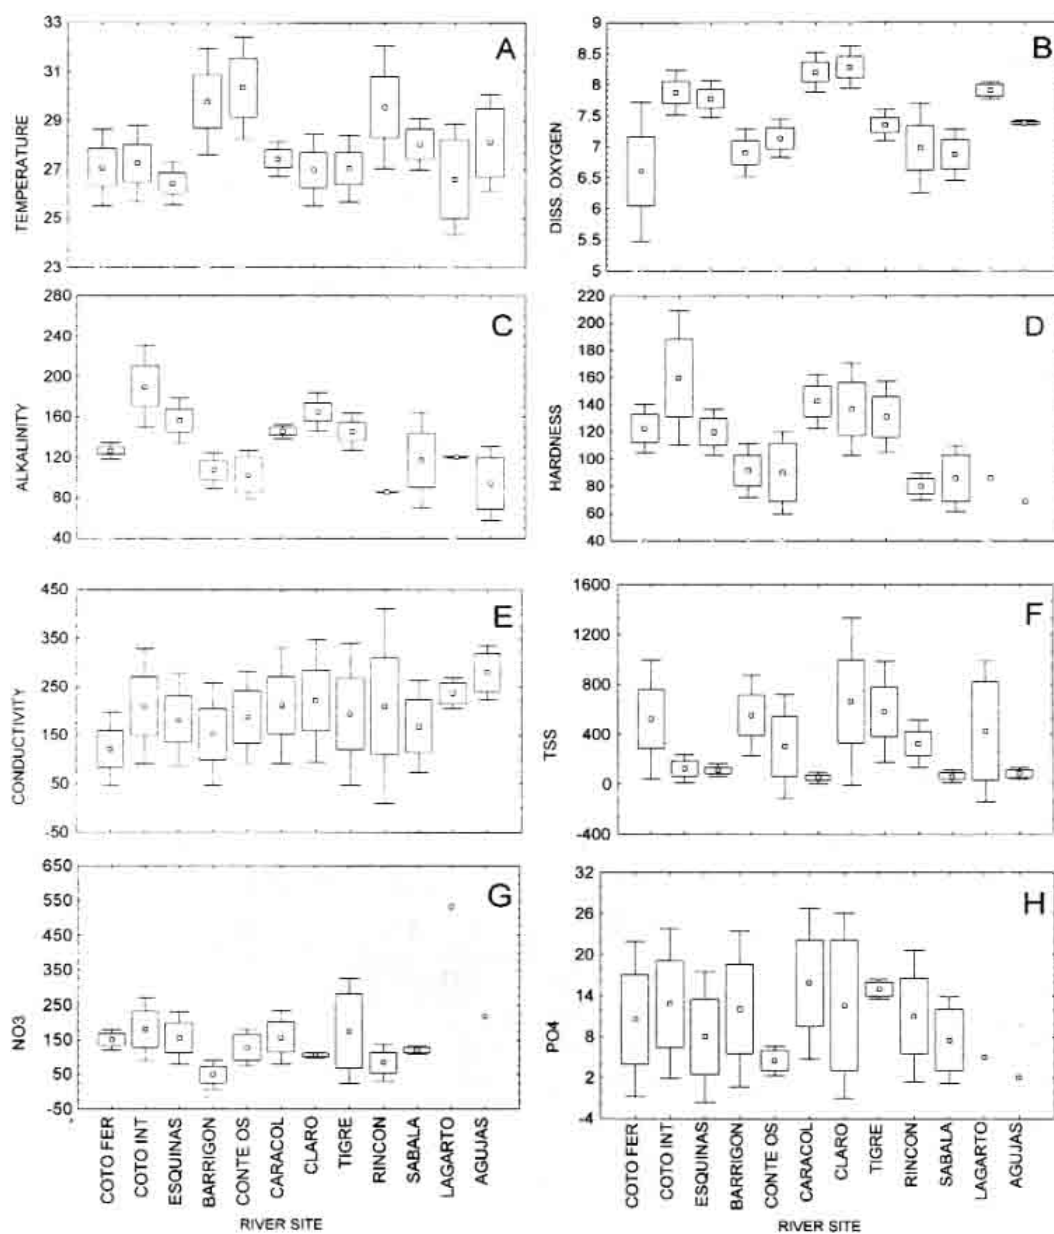 A
TEMPERATURE
33
31
29
27
25
23
B
DISS. OXYGEN
9
8.5
8
7.5
7
6.5
6
5.5
5
C
ALKALINITY
280
240
200
160
120
80
40
D
HARDNESS
220
200
180
160
140
120
100
80
60
40
E
CONDUCTIVITY
450
350
250
150
50
-50
F
TSS
1600
1200
800
400
0
-400
G
NO3
650
550
450
350
250
150
50
-50
COTO FER
COTO INT
ESQUINAS
BARRIGON
CONTE OS
CARACOL
CLARO
TIGRE
RINCON
SABALA
LAGARTO
AGUJAS
RIVER SITE
H
PO4
32
26
20
14
8
2
-4
COTO FER
COTO INT
ESQUINAS
BARRIGON
CONTE OS
CARACOL
CLARO
TIGRE
RINCON
SABALA
LAGARTO
AGUJAS
RIVER SITE